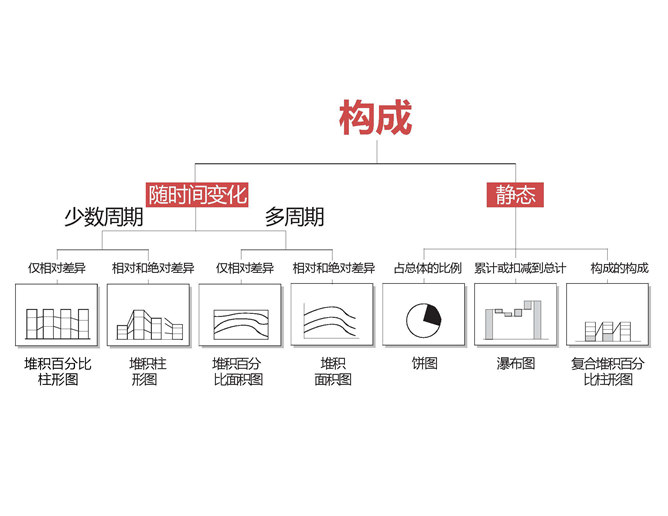 构成
随时间变化
静态
少数周期
多周期
仅相对差异
相对和绝对差异
仅相对差异
相对和绝对差异
占总体的比例
累计或扣减到总计
构成的构成
堆积百分比
柱形图
堆积柱
形图
堆积百分
比面积图
堆积
面积图
饼图
瀑布图
复合堆积百分
比柱形图